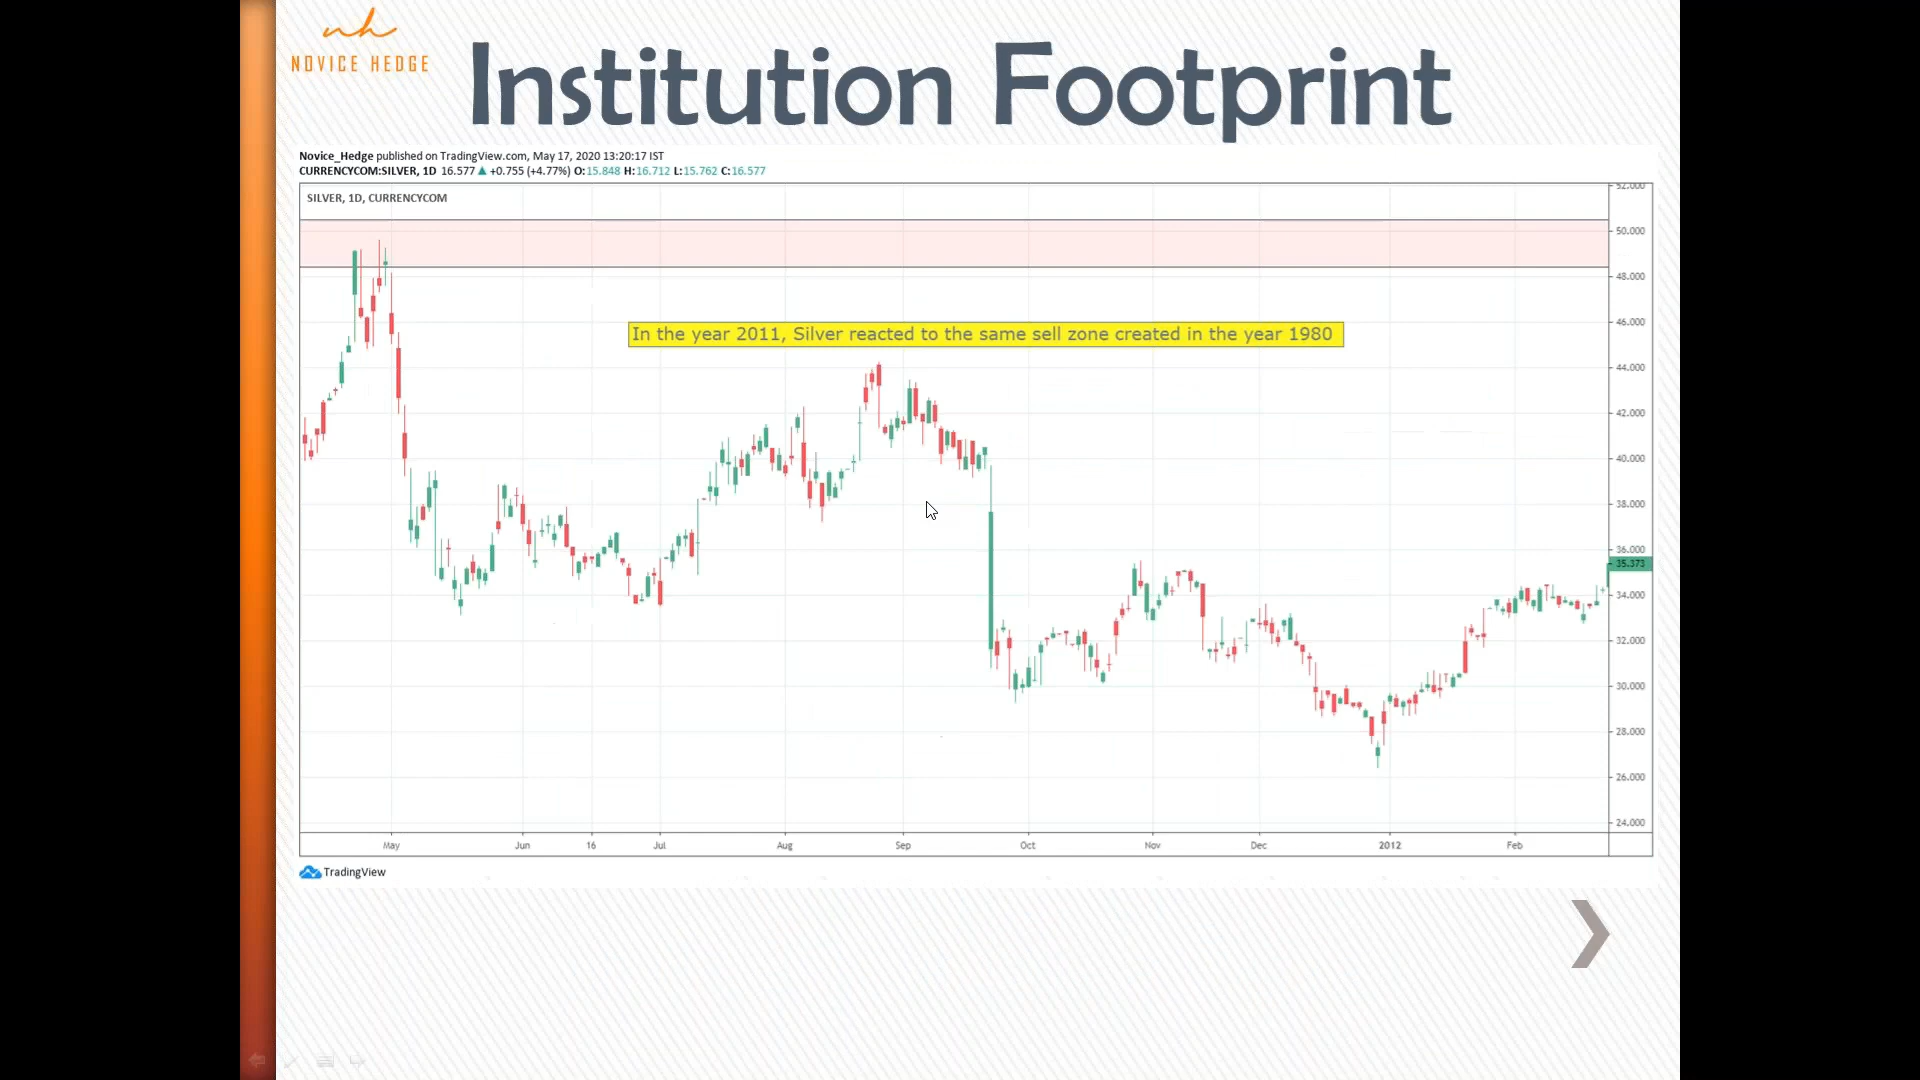 nh
NOVICE HEDGE
Institution Footprint
Novice_Hedge published on TradingView.com, May 17, 2020 13:20:17 IST
CURRENCYCOM:SILVER, 1D 16.577 ▲ +0.755 (+4.77%) O:15.848 H:16.712 L:15.762 C:16.577
SILVER, 1D, CURRENCYCOM
52.000
50.000
48.000
In the year 2011, Silver reacted to the same sell zone created in the year 1980
46.000
44.000
42.000
40.000
38.000
36.000
35.373
34.000
32.000
30.000
28.000
26.000
24.000
May Jun 16 Jul Aug Sep Oct Nov Dec 2012 Feb
TradingView